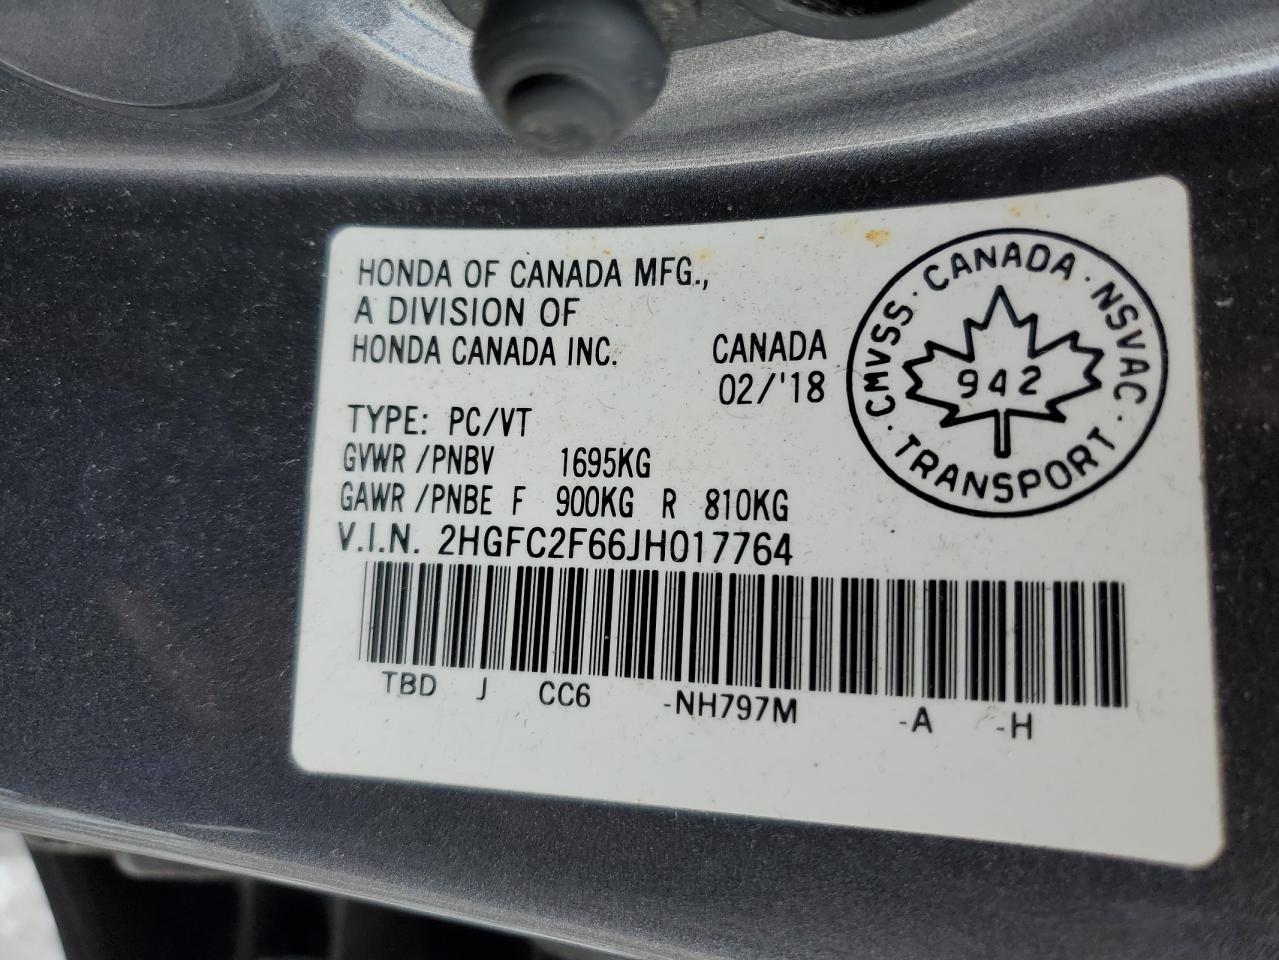 HONDA OF CANADA MFG.,
A DIVISION OF
HONDA CANADA INC. CANADA
02/'18
TYPE: PC/VT
GVWR /PNBV 1695KG
GAWR /PNBE F 900KG R 810KG
V.I.N. 2HGFC2F66JH017764
TBD J CC6 -NH797M -A -H
CMVSS · CANADA · NSVAC · TRANSPORT ·
942